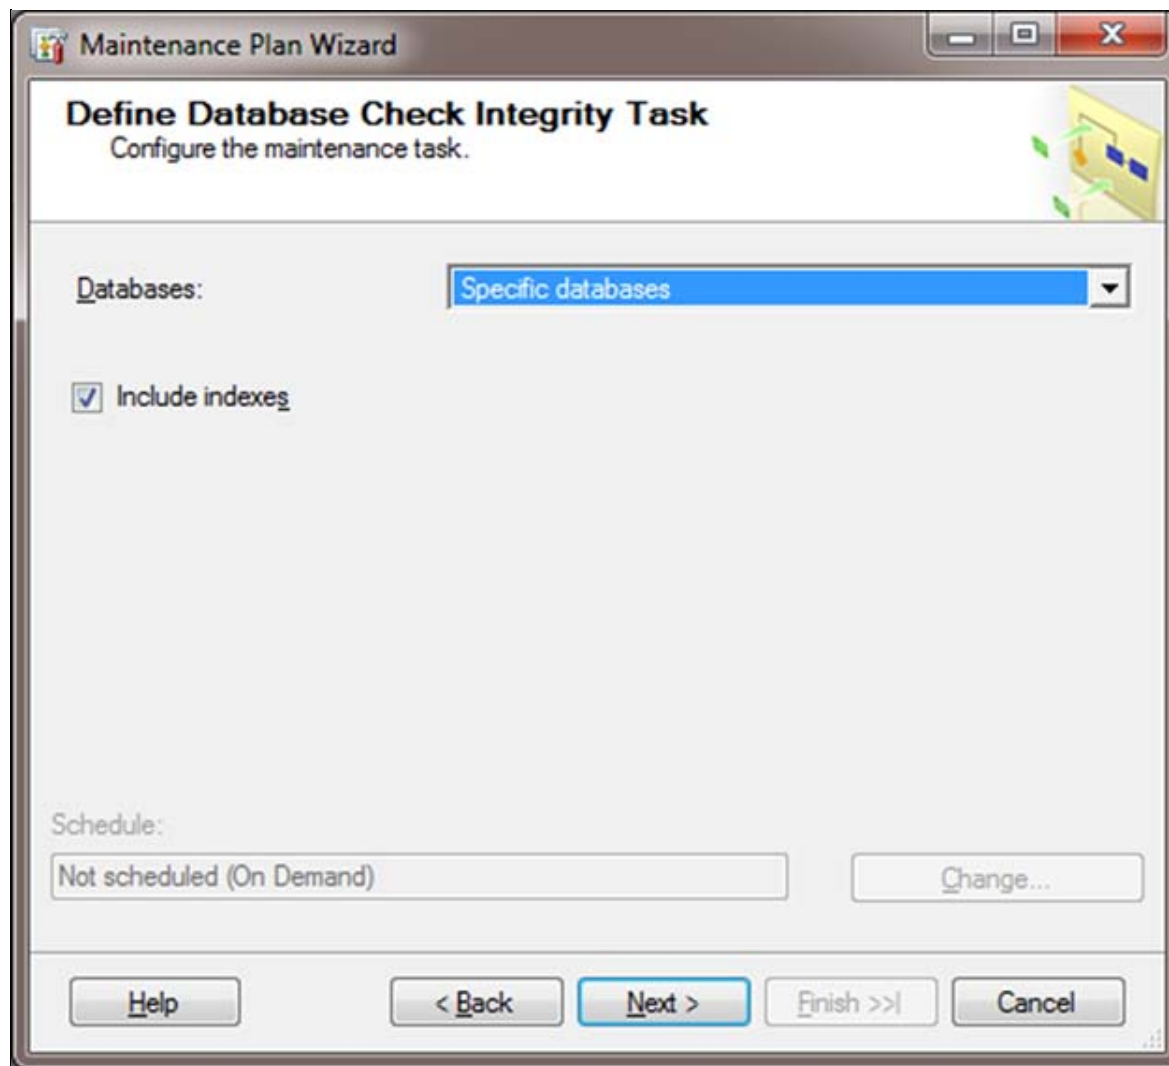 Maintenance Plan Wizard
Define Database Check Integrity Task
Configure the maintenance task.
Databases: Specific databases
Include indexes
Schedule:
Not scheduled (On Demand) Change...
Help < Back Next > Finish >>| Cancel